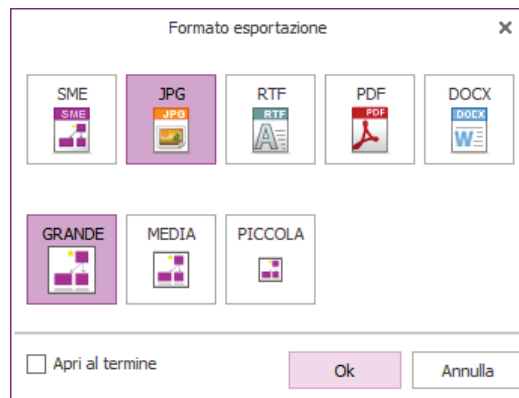 Formato esportazione
SME JPG RTF PDF DOCX
SME JPG RTF PDF DOCX
W
GRANDE MEDIA PICCOLA
Apri al termine
Ok Annulla